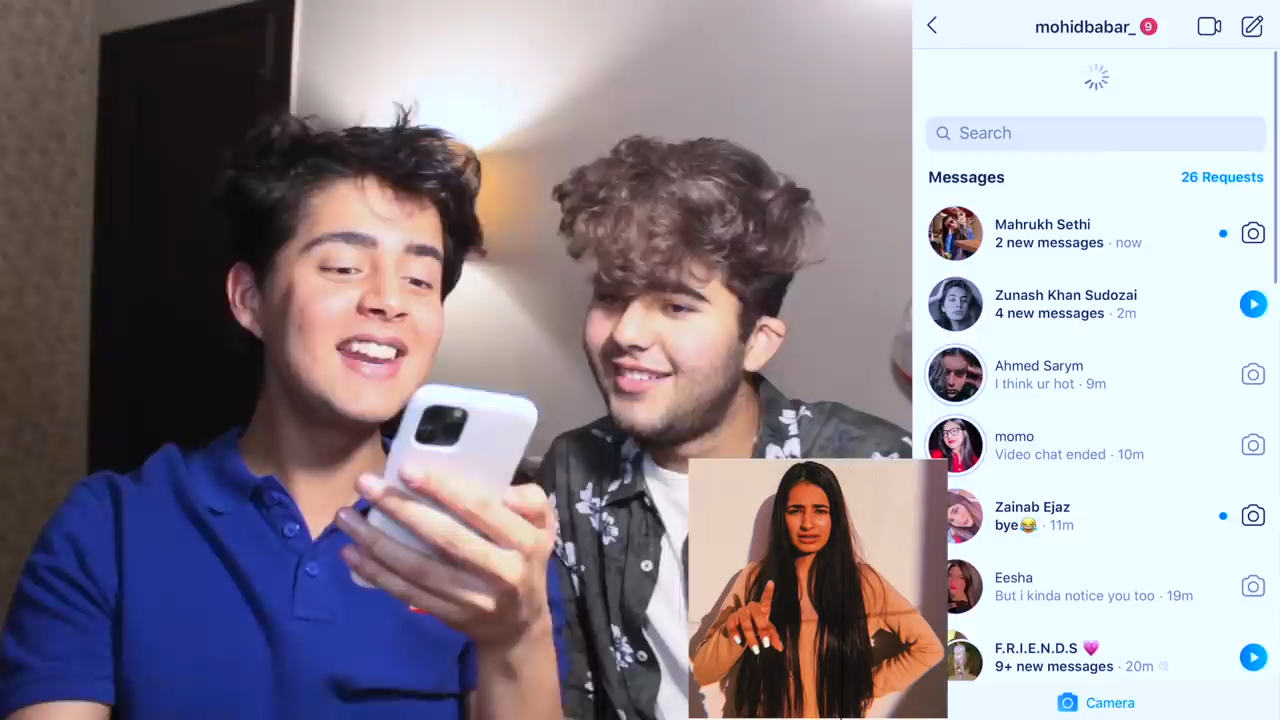 mohidbabar_ 9
Search
Messages 26 Requests
Mahrukh Sethi
2 new messages · now
Zunash Khan Sudozai
4 new messages · 2m
Ahmed Sarym
I think ur hot · 9m
momo
Video chat ended · 10m
Zainab Ejaz
bye😂 · 11m
Eesha
But i kinda notice you too · 19m
F.R.I.E.N.D.S 💗
9+ new messages · 20m
Camera